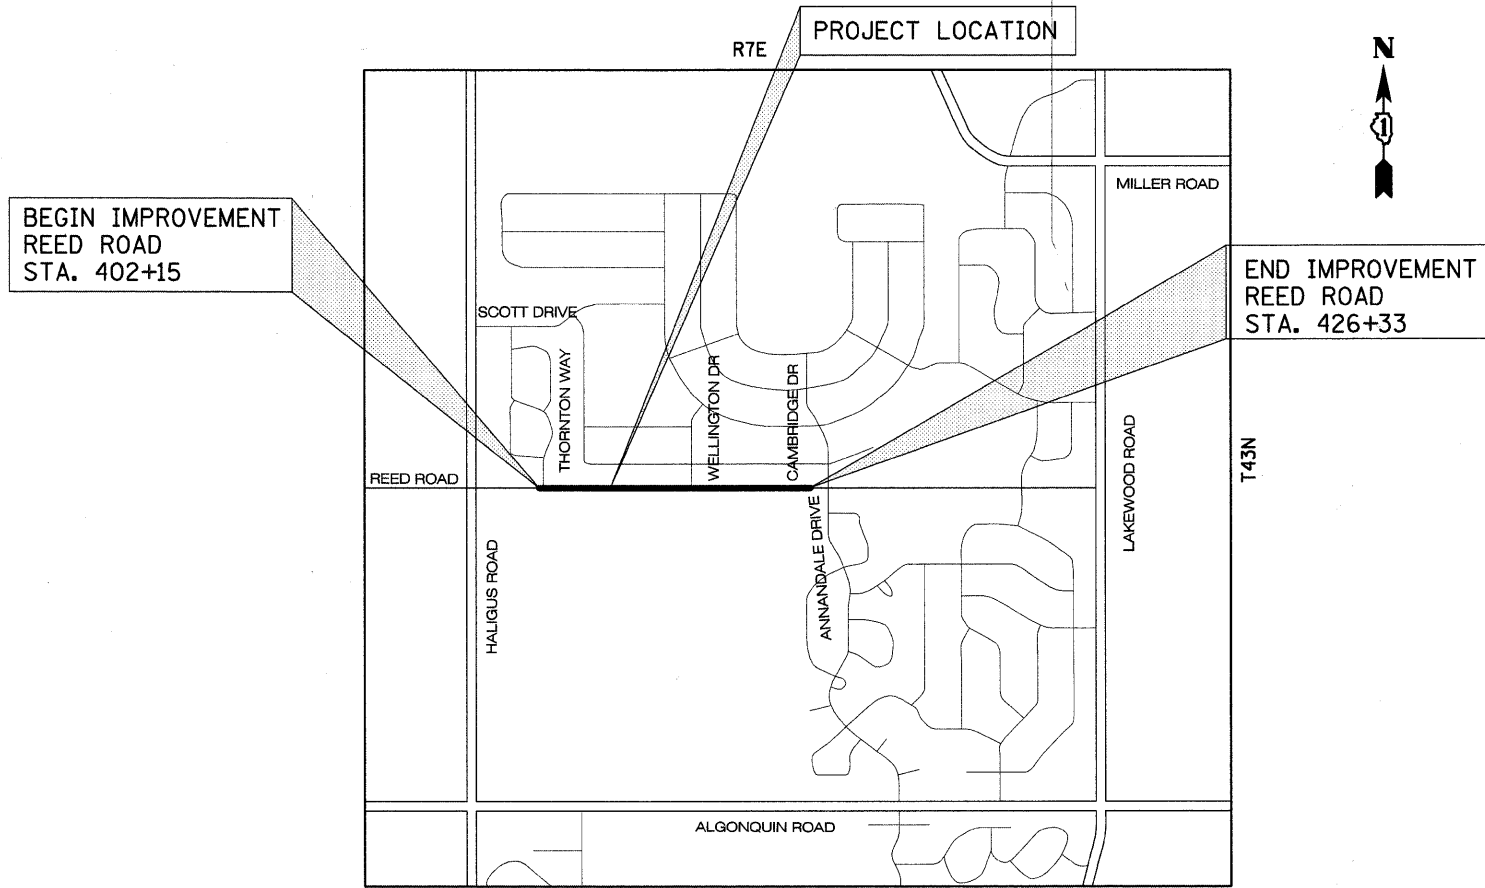 PROJECT LOCATION
R7E
N
1
MILLER ROAD
BEGIN IMPROVEMENT
REED ROAD
STA. 402+15
END IMPROVEMENT
REED ROAD
STA. 426+33
SCOTT DRIVE
THORNTON WAY
WELLINGTON DR
CAMBRIDGE DR
LAKEWOOD ROAD
T43N
REED ROAD
HALIGUS ROAD
ANNANDALE DRIVE
ALGONQUIN ROAD